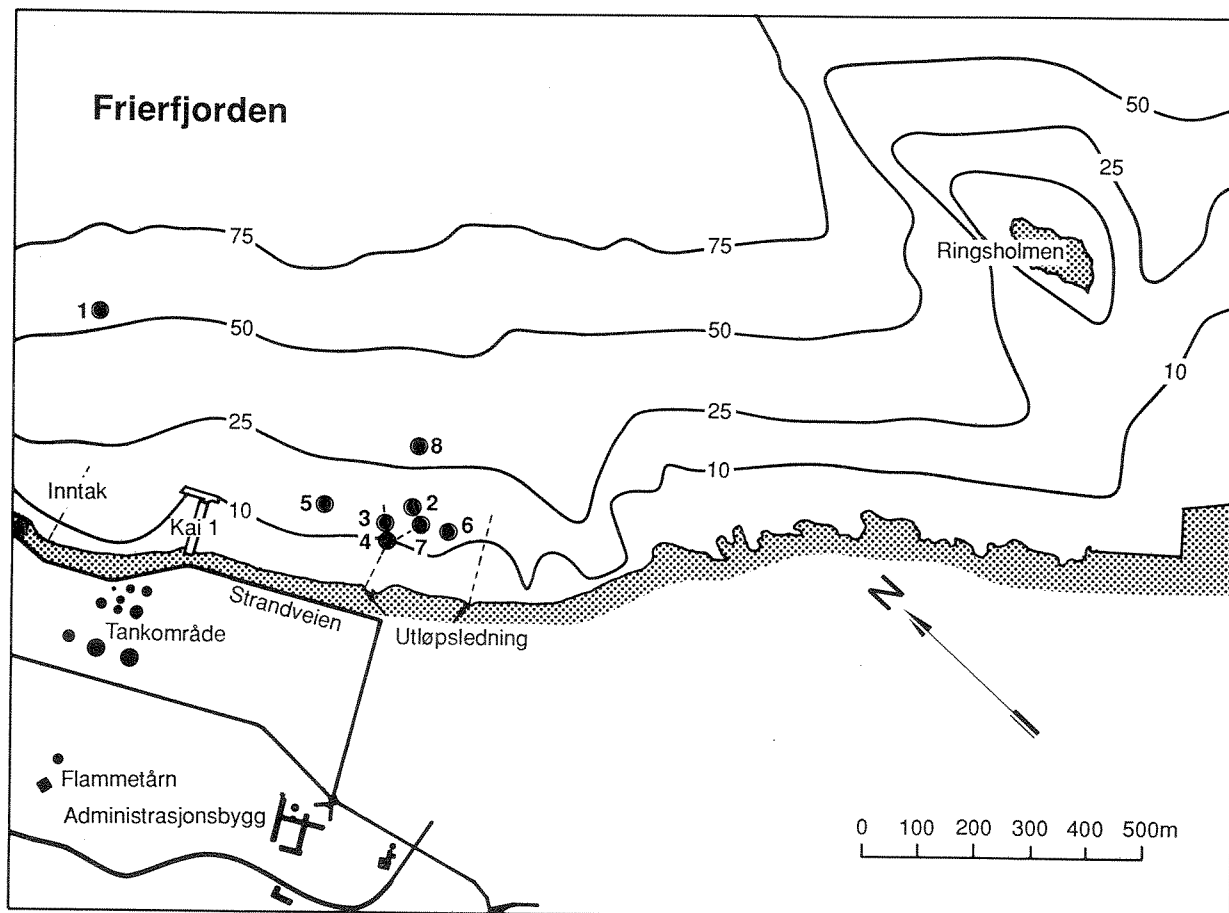 Frierfjorden
50
25
75
75
Ringsholmen
1
50
50
10
25
25
8
10
Inntak
5
2
10
3
6
Kai 1
4
7
Strandveien
N
Tankområde
Utløpsledning
Flammetårn
Administrasjonsbygg
0 100 200 300 400 500m